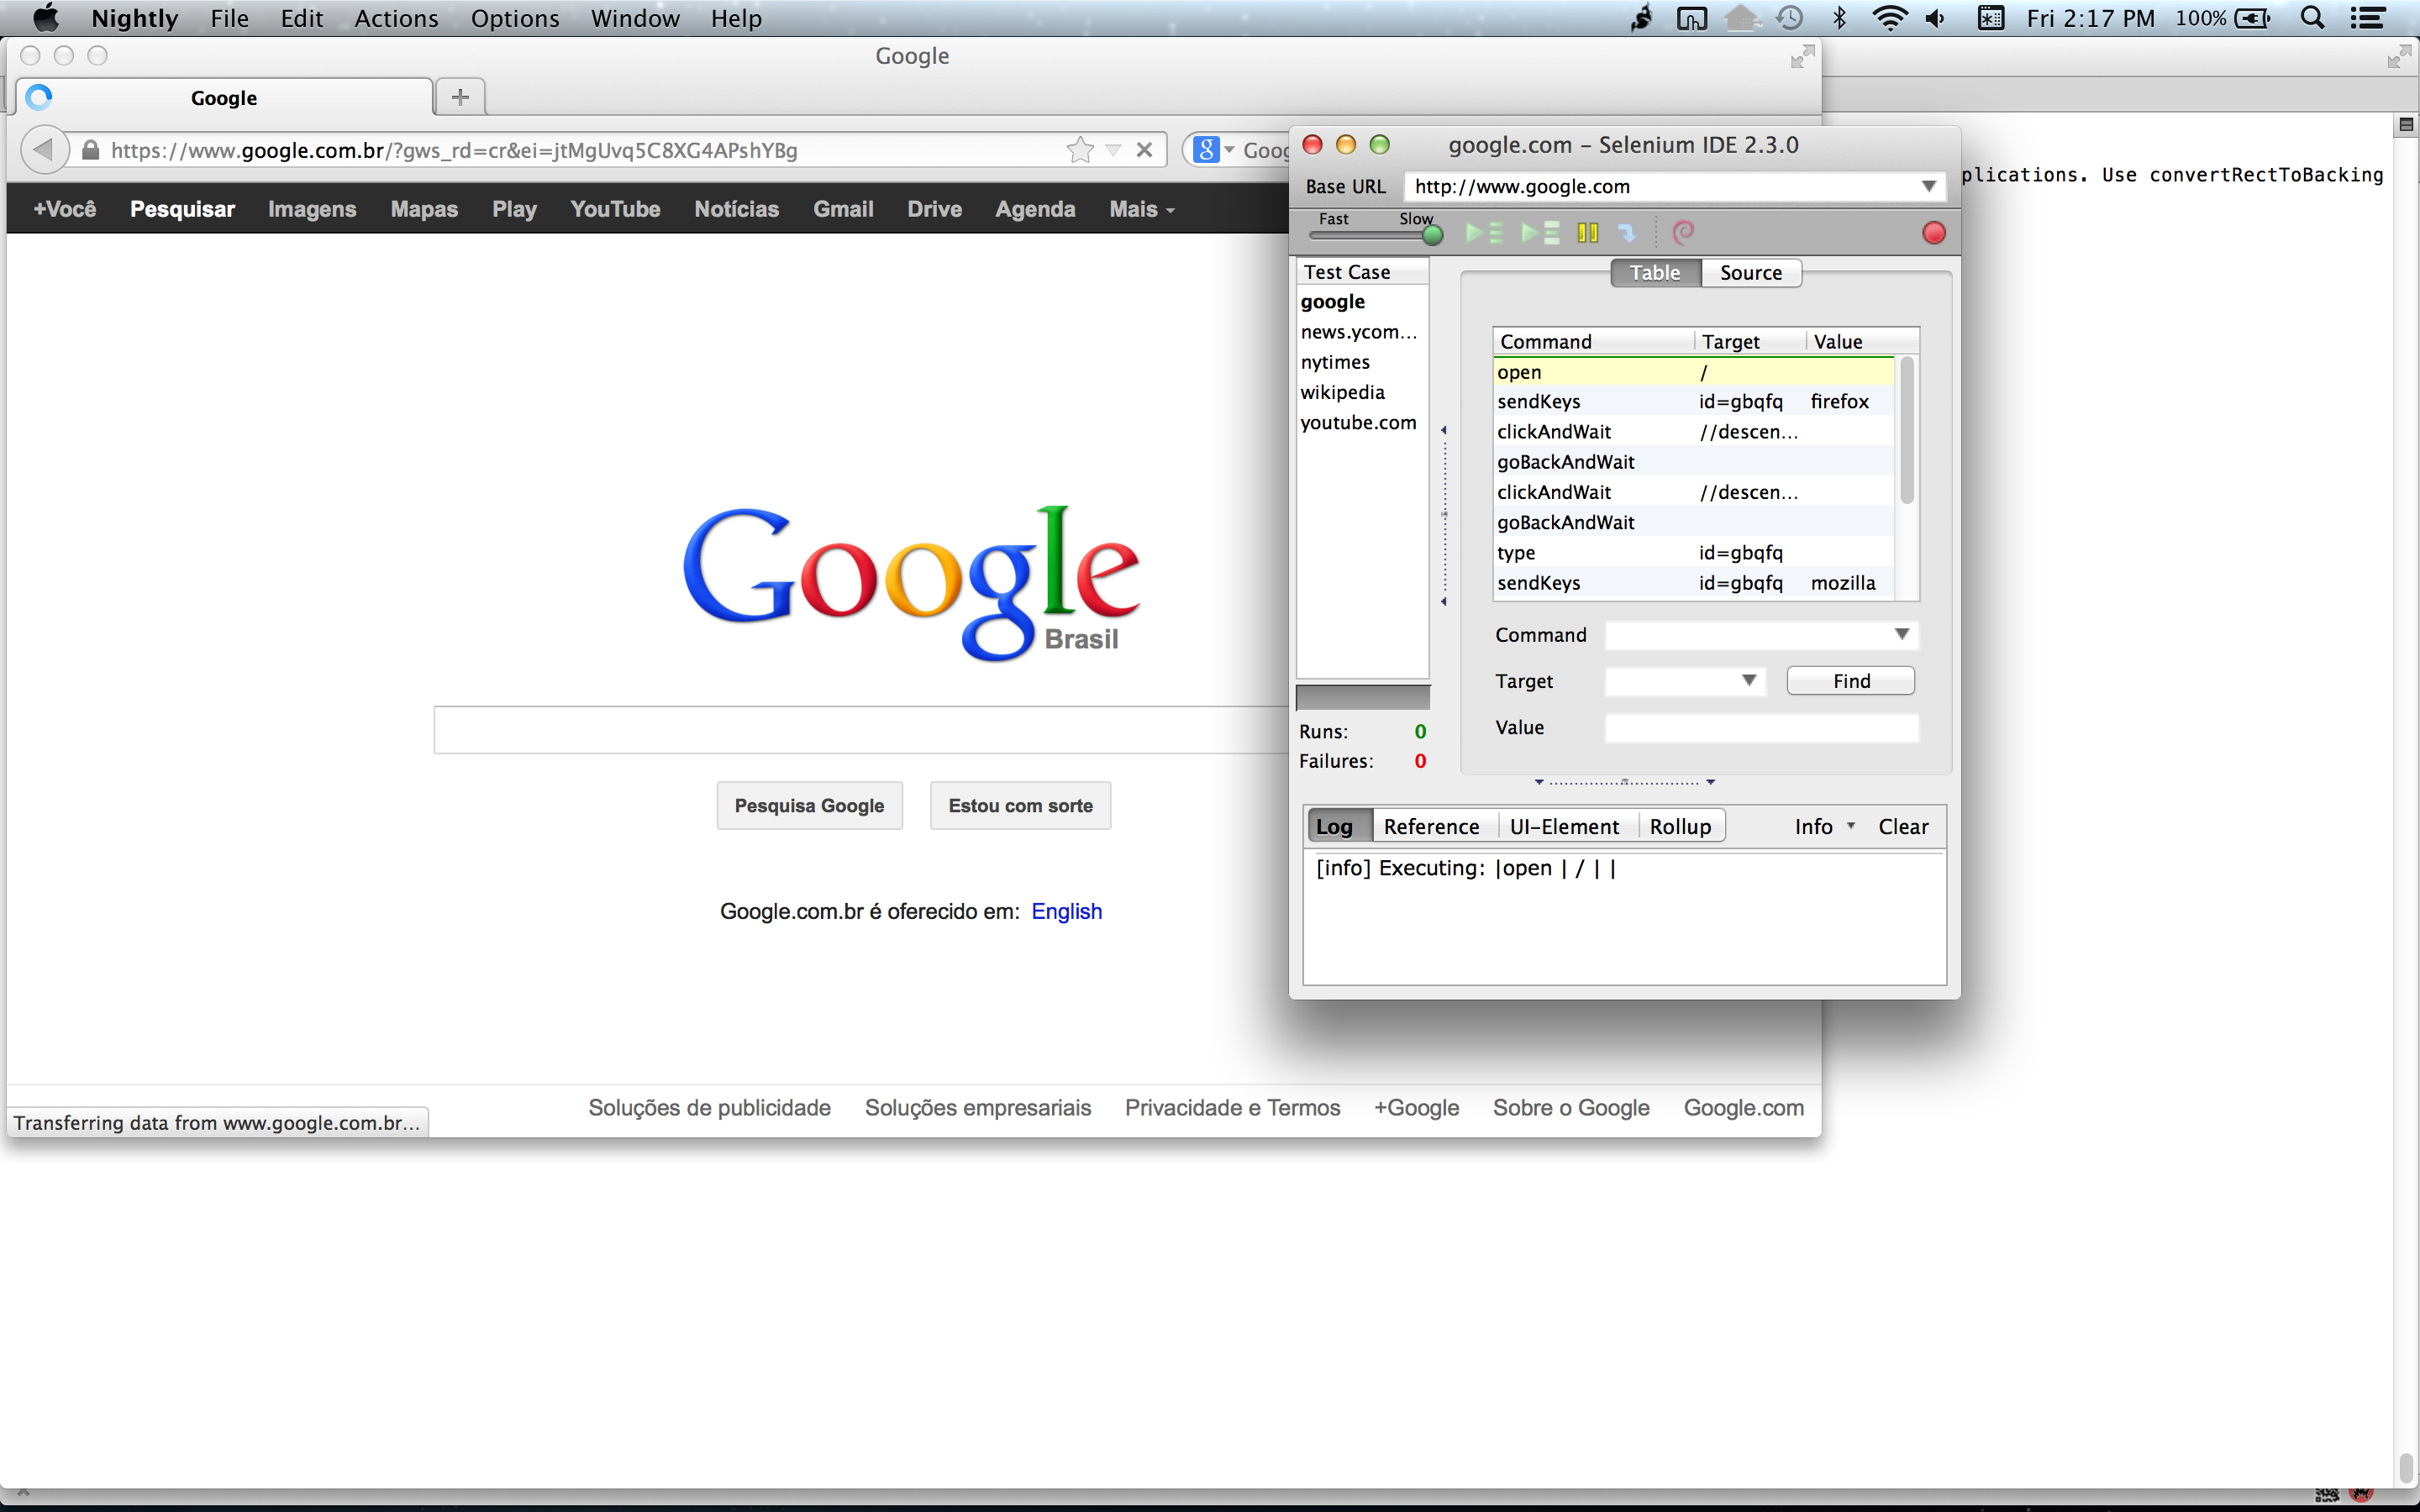 Nightly File Edit Actions Options Window Help Fri 2:17 PM 100%
Google
Google
https://www.google.com.br/?gws_rd=cr&ei=jtMgUvq5C8XG4APshYBg
+Você Pesquisar Imagens Mapas Play YouTube Notícias Gmail Drive Agenda Mais
Google
Brasil
Pesquisa Google Estou com sorte
Google.com.br é oferecido em: English
Soluções de publicidade Soluções empresariais Privacidade e Termos +Google Sobre o Google Google.com
Transferring data from www.google.com.br...
google.com – Selenium IDE 2.3.0
Base URL http://www.google.com
Fast Slow
Test Case
google
news.ycom...
nytimes
wikipedia
youtube.com
Runs: 0
Failures: 0
Table Source
Command Target Value
open /
sendKeys id=gbqfq firefox
clickAndWait //descen...
goBackAndWait
clickAndWait //descen...
goBackAndWait
type id=gbqfq
sendKeys id=gbqfq mozilla
Command
Target Find
Value
Log Reference UI-Element Rollup Info Clear
[info] Executing: |open | / | |
plications. Use convertRectToBacking